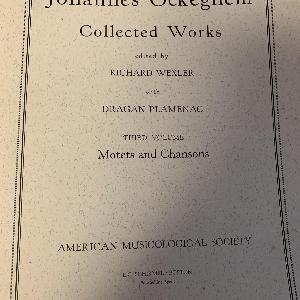 Johannes Ockeghem
Collected Works
edited by
RICHARD WEXLER
with
DRAGAN PLAMENAC
THIRD VOLUME
Motets and Chansons
AMERICAN MUSICOLOGICAL SOCIETY